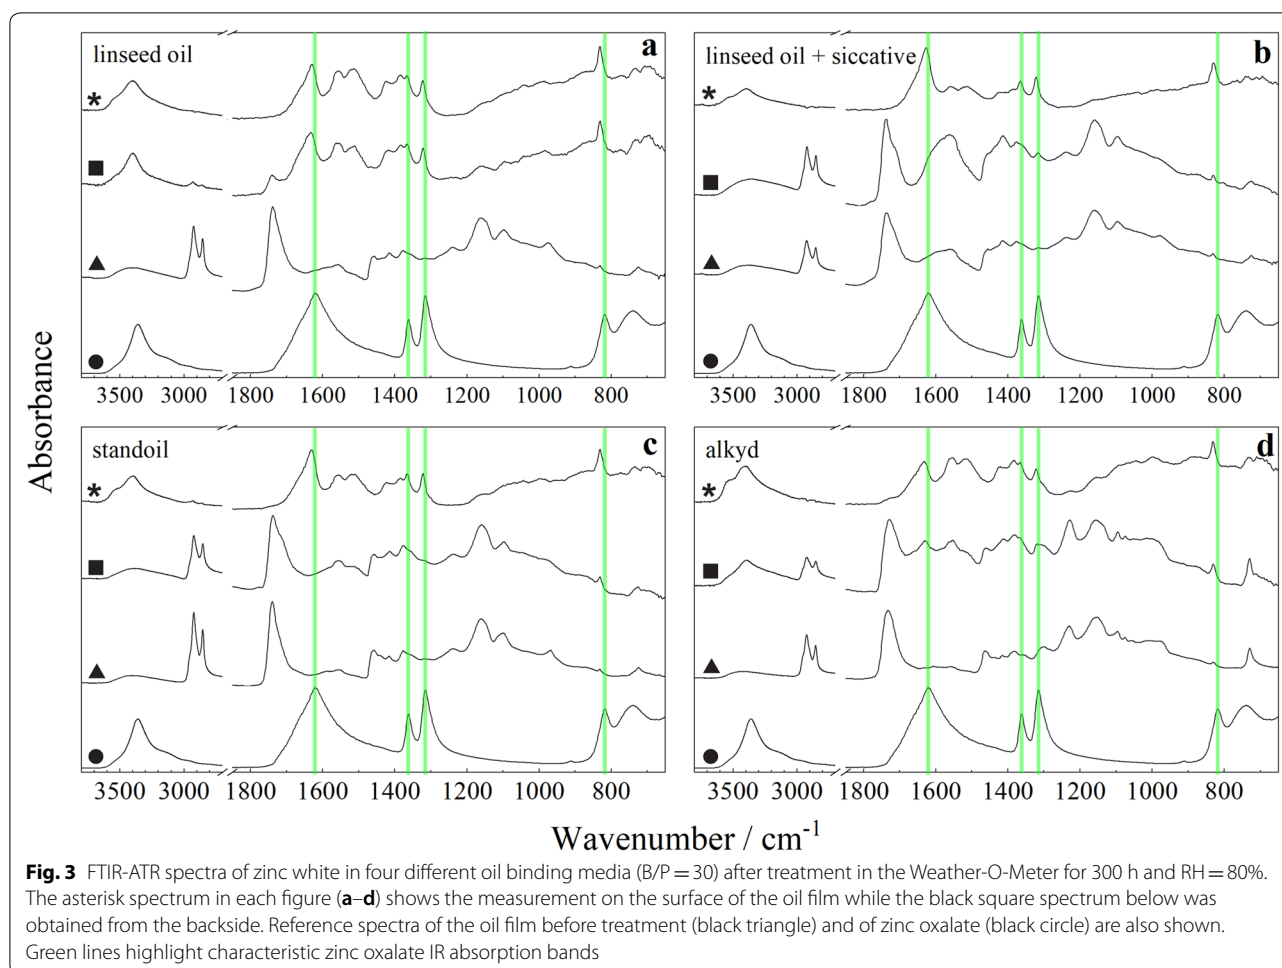 linseed oil
a
linseed oil + siccative
b
*
*
■
■
▲
▲
●
●
3500 3000 1800 1600 1400 1200 1000 800
3500 3000 1800 1600 1400 1200 1000 800
Absorbance
standoil
c
alkyd
d
*
*
■
■
▲
▲
●
●
3500 3000 1800 1600 1400 1200 1000 800
3500 3000 1800 1600 1400 1200 1000 800
Wavenumber / cm⁻¹
Fig. 3 FTIR-ATR spectra of zinc white in four different oil binding media (B/P = 30) after treatment in the Weather-O-Meter for 300 h and RH = 80%.
The asterisk spectrum in each figure (a–d) shows the measurement on the surface of the oil film while the black square spectrum below was
obtained from the backside. Reference spectra of the oil film before treatment (black triangle) and of zinc oxalate (black circle) are also shown.
Green lines highlight characteristic zinc oxalate IR absorption bands